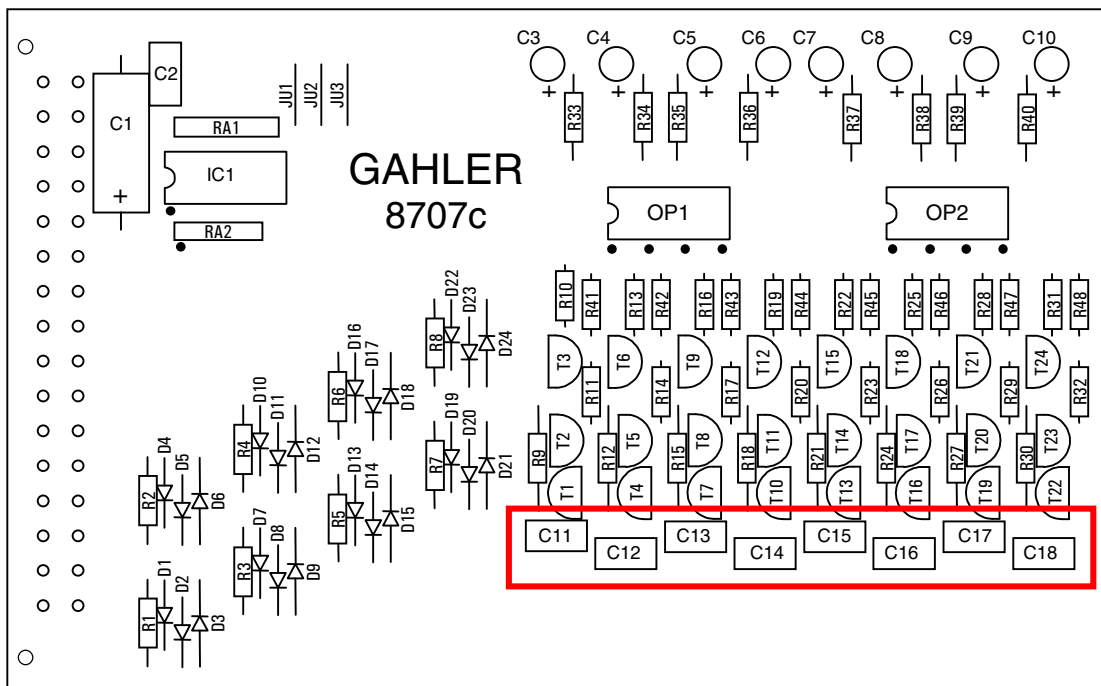 C3 C4 C5 C6 C7 C8 C9 C10
+ + + + + + + +
C2
C1
+
JU1 JU2 JU3
R33 R34 R35 R36 R37 R38 R39 R40
RA1
IC1
GAHLER
8707c
RA2
OP1 OP2
R10 R41 R13 R42 R16 R43 R19 R44 R22 R45 R25 R46 R28 R47 R31 R48
T3 T6 T9 T12 T15 T18 T21 T24
R11 R14 R17 R20 R23 R26 R29 R32
R9 T2 R12 T5 R15 T8 R18 T11 R21 T14 R24 T17 R27 T20 R30 T23
T1 T4 T7 T10 T13 T16 T19 T22
C11 C12 C13 C14 C15 C16 C17 C18
R8 D22 D23 D24
R6 D16 D17 D18
R7 D19 D20 D21
R4 D10 D11 D12
R5 D13 D14 D15
R2 D4 D5 D6
R3 D7 D8 D9
R1 D1 D2 D3